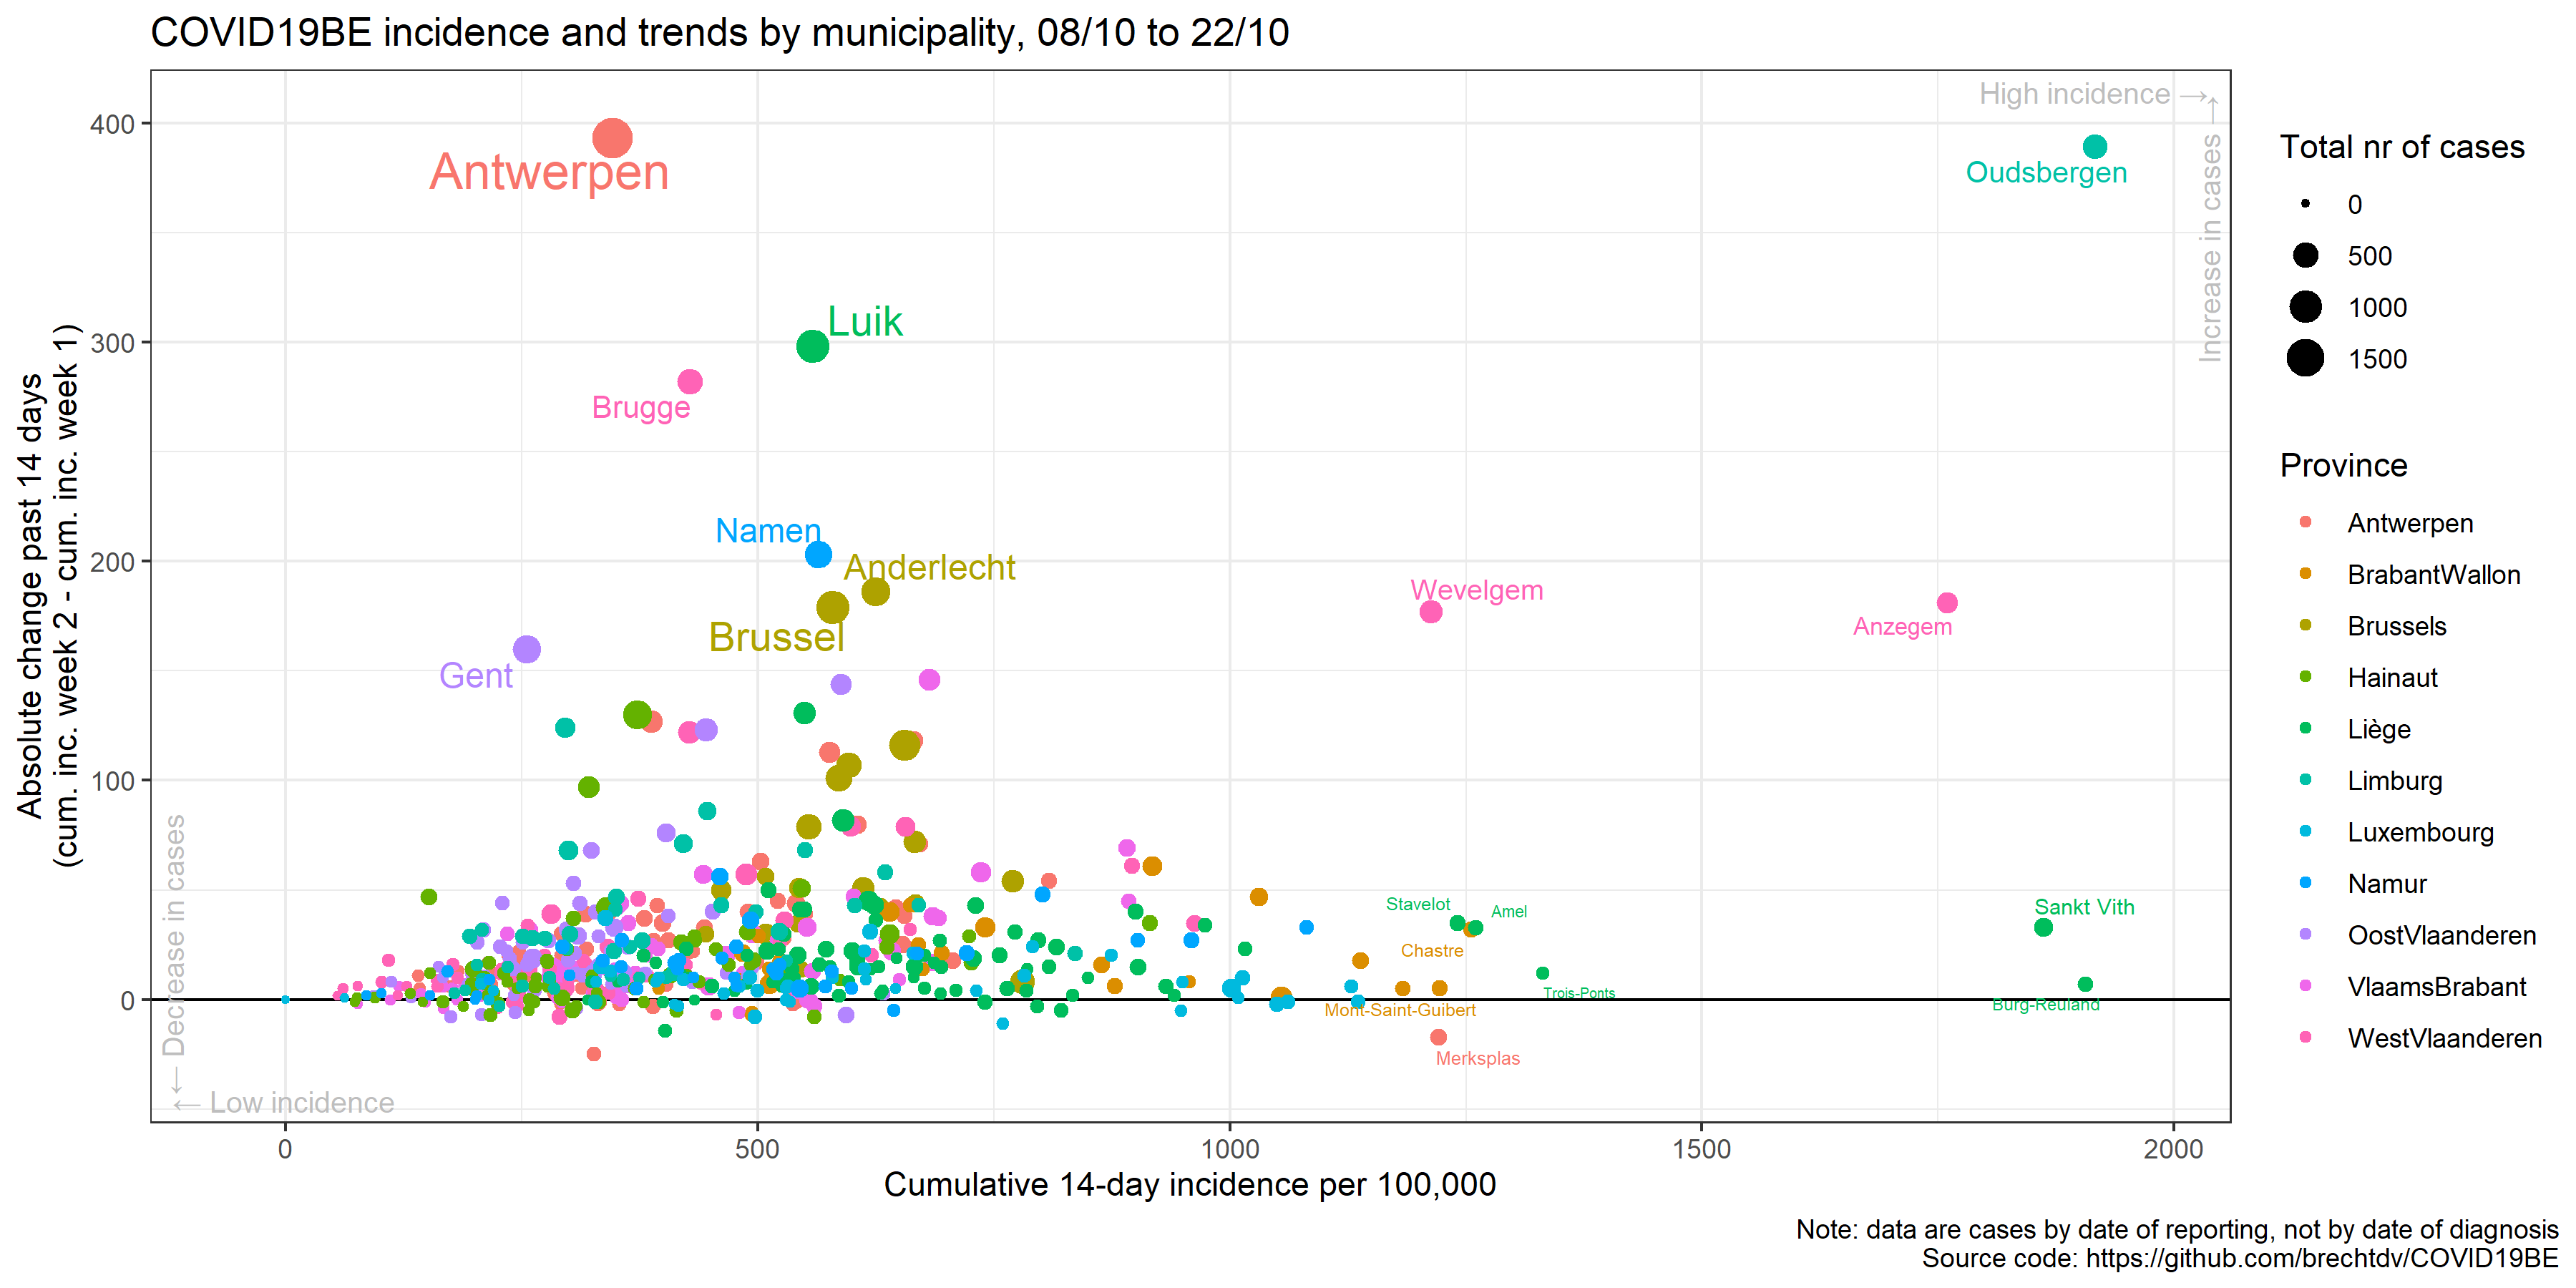 COVID19BE incidence and trends by municipality, 08/10 to 22/10
High incidence →
Increase in cases →
Antwerpen
Oudsbergen
Luik
Brugge
Namen
Anderlecht
Brussel
Wevelgem
Anzegem
Gent
Stavelot
Amel
Sankt Vith
Chastre
Trois-Ponts
Mont-Saint-Guibert
Burg-Reuland
Merksplas
← Decrease in cases
← Low incidence
400
300
200
100
0
0
500
1000
1500
2000
Absolute change past 14 days
(cum. inc. week 2 - cum. inc. week 1)
Cumulative 14-day incidence per 100,000
Total nr of cases
0
500
1000
1500
Province
Antwerpen
BrabantWallon
Brussels
Hainaut
Liège
Limburg
Luxembourg
Namur
OostVlaanderen
VlaamsBrabant
WestVlaanderen
Note: data are cases by date of reporting, not by date of diagnosis
Source code: https://github.com/brechtdv/COVID19BE